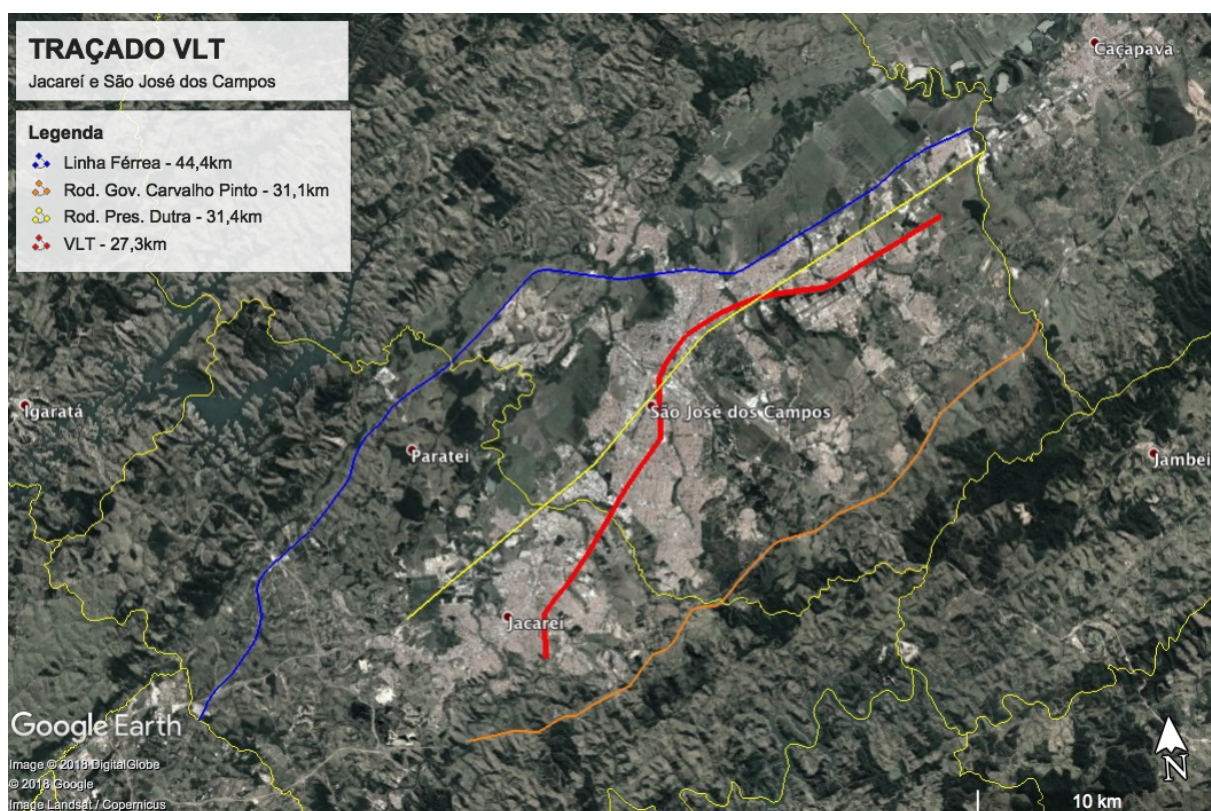 TRAÇADO VLT
Jacareí e São José dos Campos
Legenda
Linha Férrea - 44,4km
Rod. Gov. Carvalho Pinto - 31,1km
Rod. Pres. Dutra - 31,4km
VLT - 27,3km
Caçapava
Igaratá
São José dos Campos
Paratei
Jambei
Jacareí
Google Earth
Image © 2018 DigitalGlobe
© 2018 Google
Image Landsat / Copernicus
N
10 km